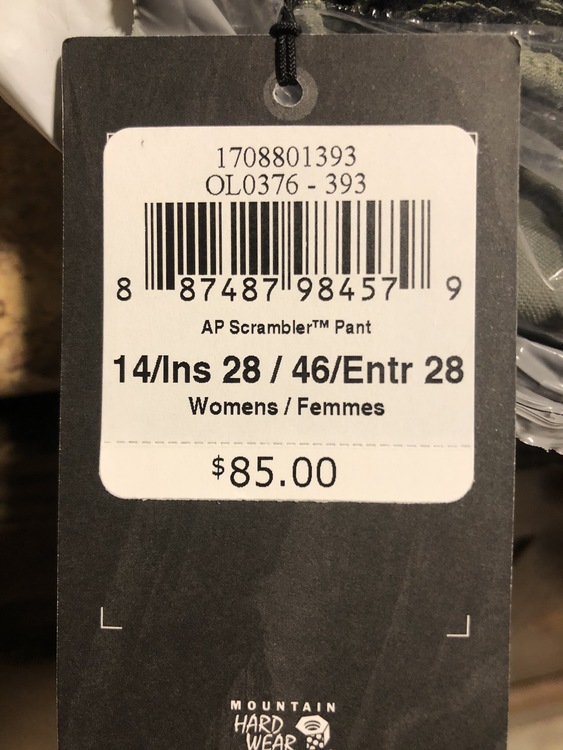 1708801393
OL0376 - 393
8 87487 98457 9
AP Scrambler™ Pant
14/Ins 28 / 46/Entr 28
Womens / Femmes
$85.00
MOUNTAIN
HARD
WEAR